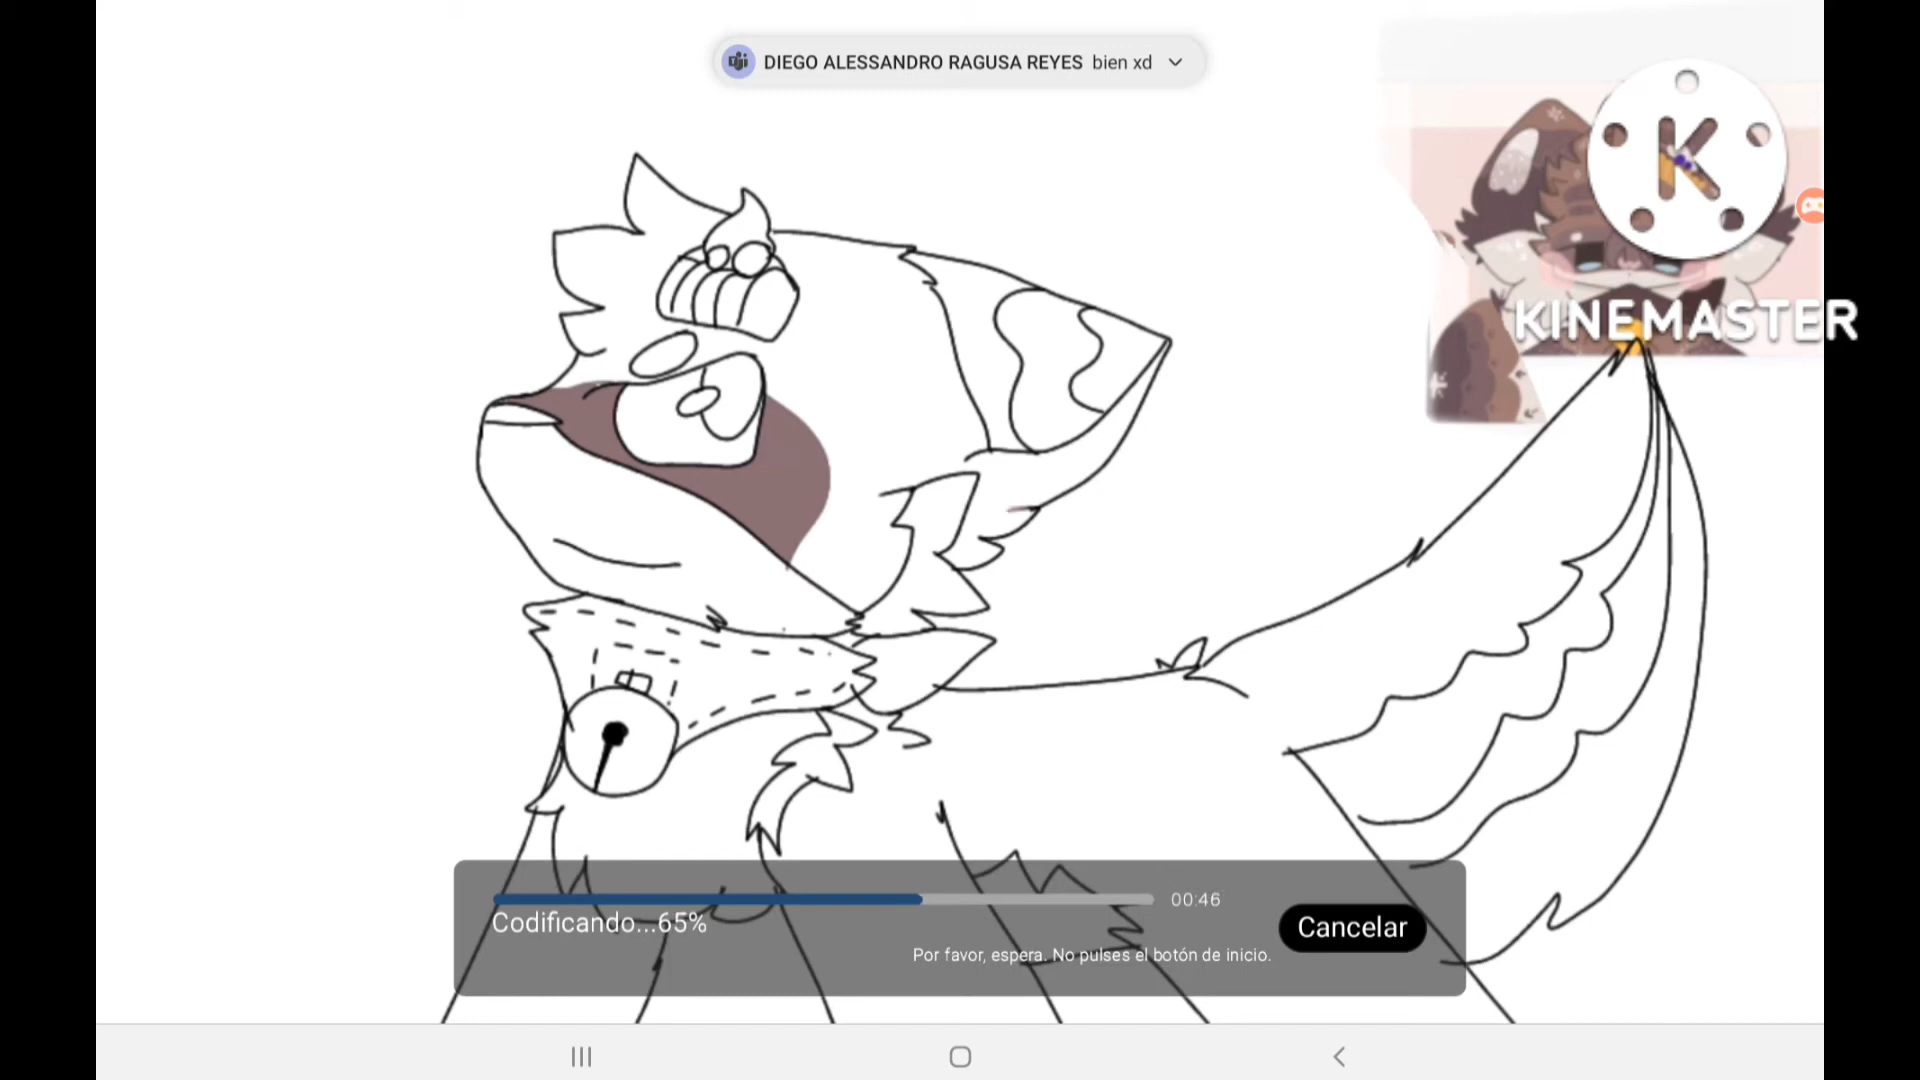 DIEGO ALESSANDRO RAGUSA REYES bien xd
K
KINEMASTER
00:46
Codificando...65%
Cancelar
Por favor, espera. No pulses el botón de inicio.